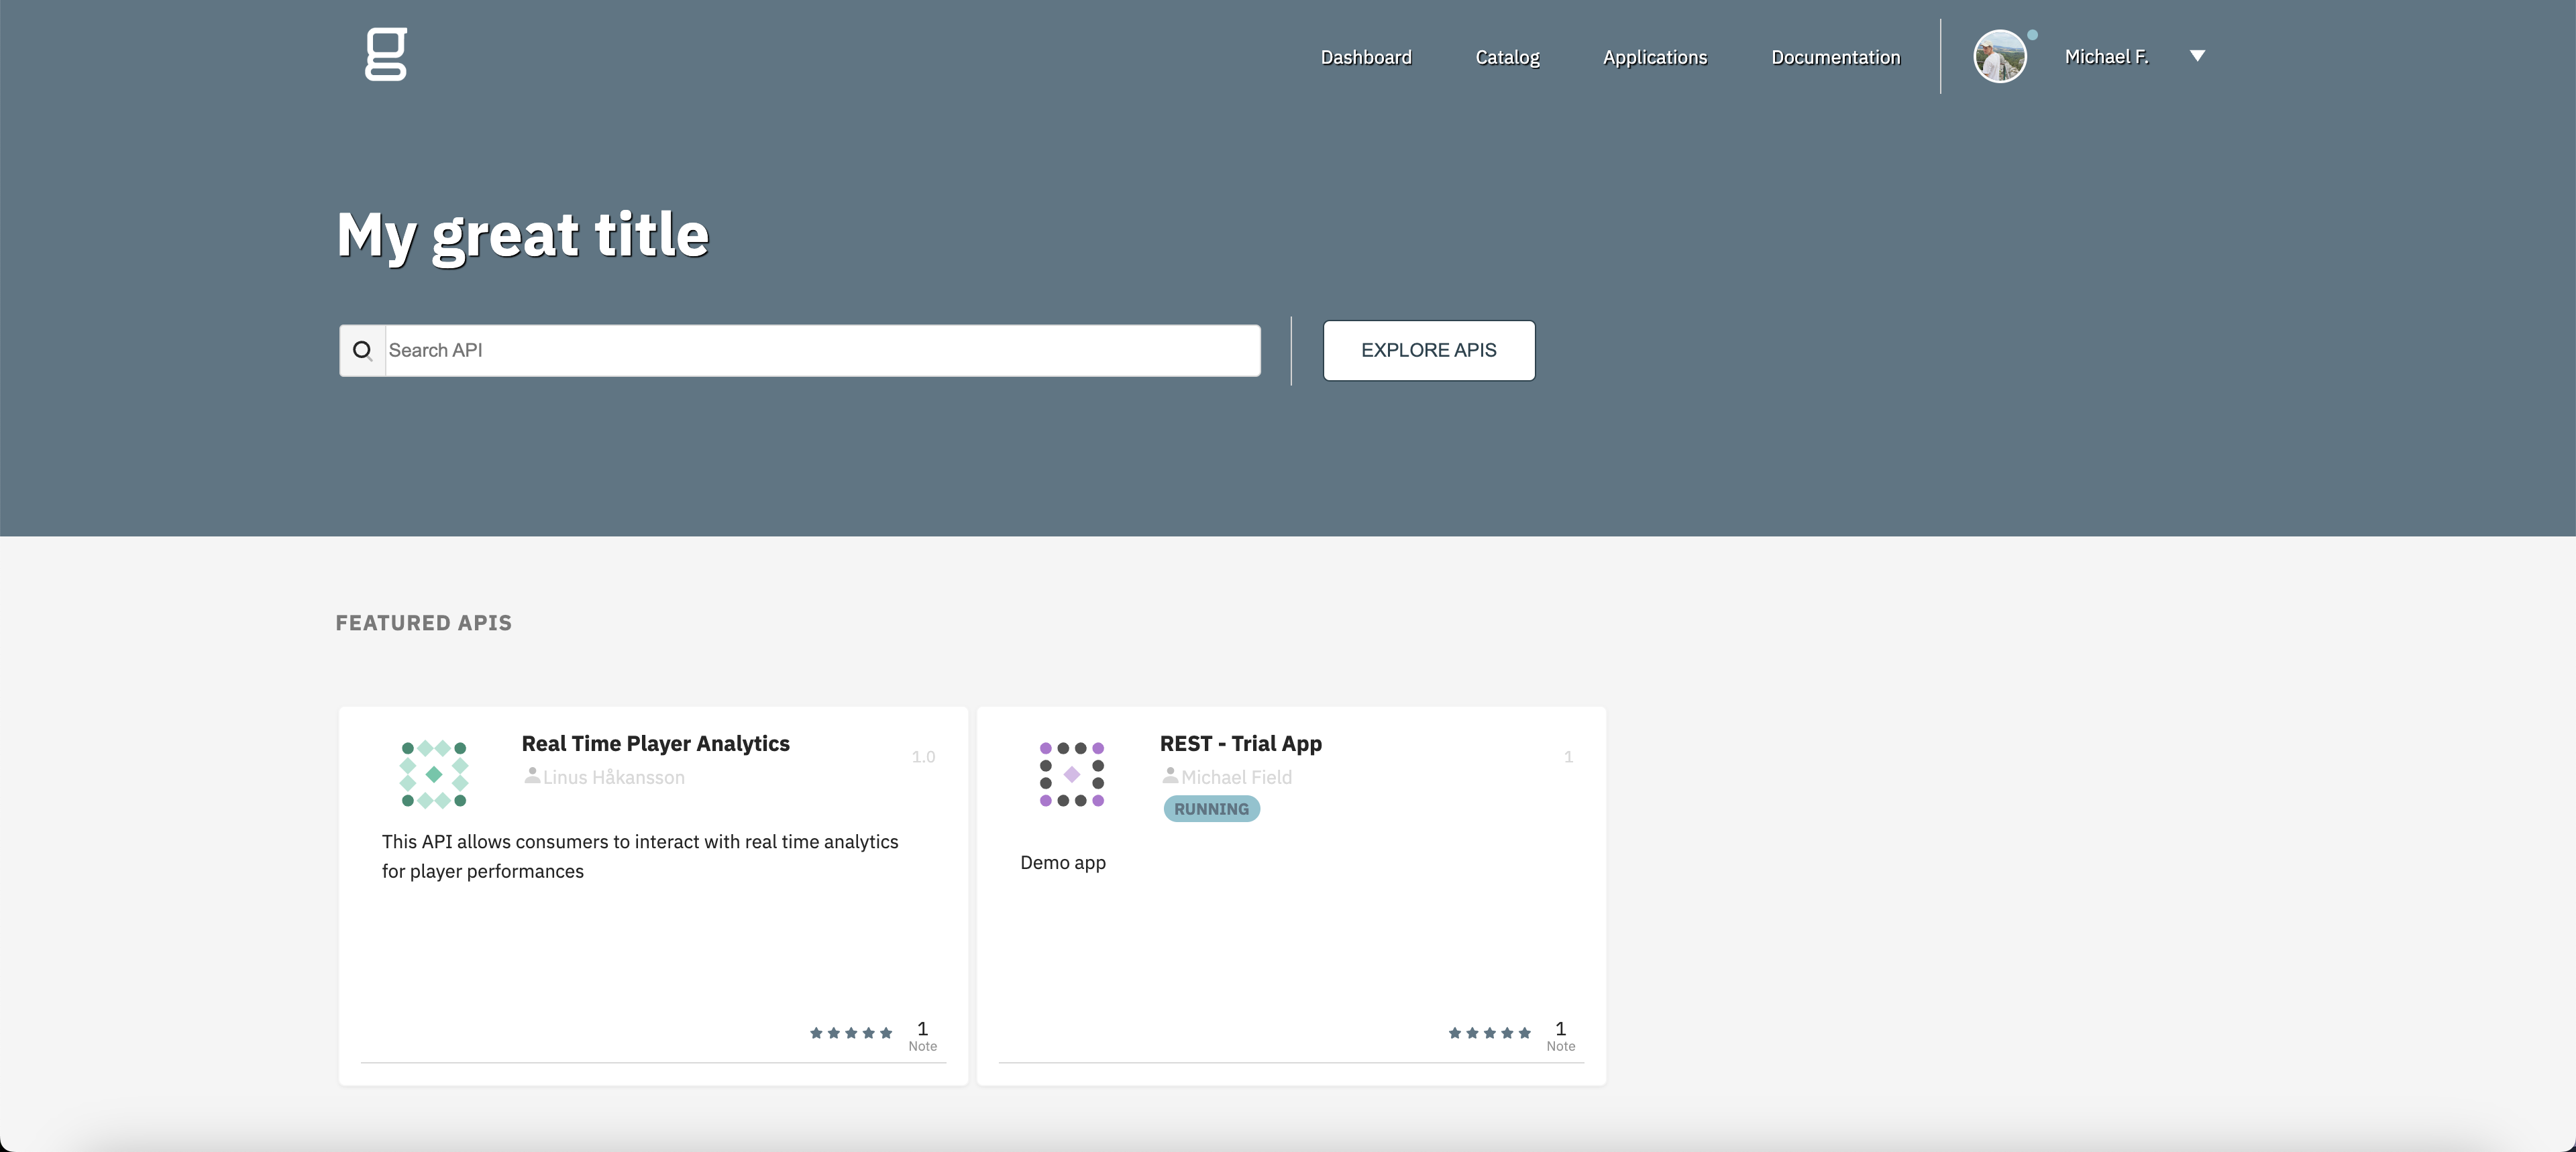 g
Dashboard
Catalog
Applications
Documentation
Michael F.
My great title
Search API
EXPLORE APIS
FEATURED APIS
Real Time Player Analytics
1.0
Linus Håkansson
This API allows consumers to interact with real time analytics
for player performances
1
Note
REST - Trial App
1
Michael Field
RUNNING
Demo app
1
Note